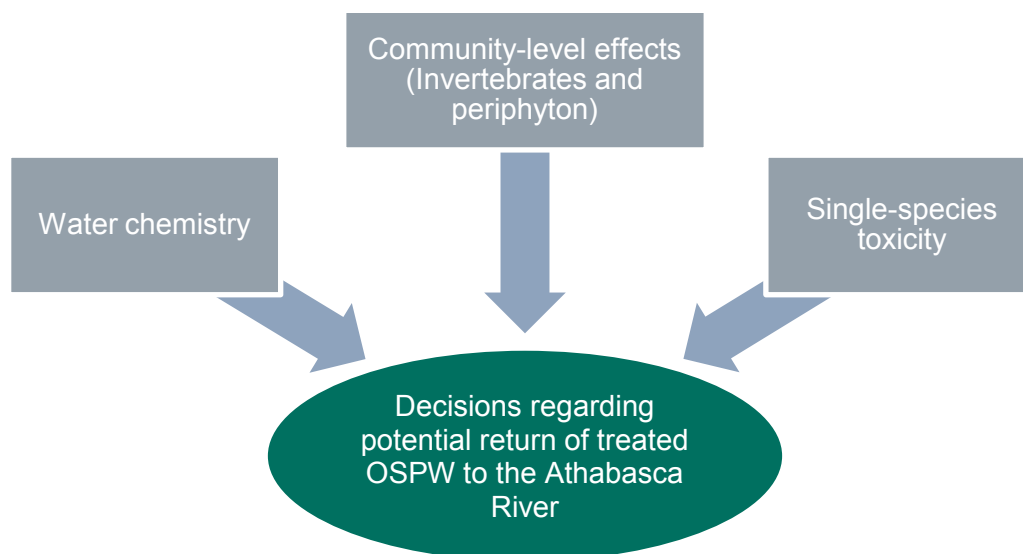 Community-level effects
(Invertebrates and
periphyton)
Water chemistry
Single-species
toxicity
Decisions regarding
potential return of treated
OSPW to the Athabasca
River